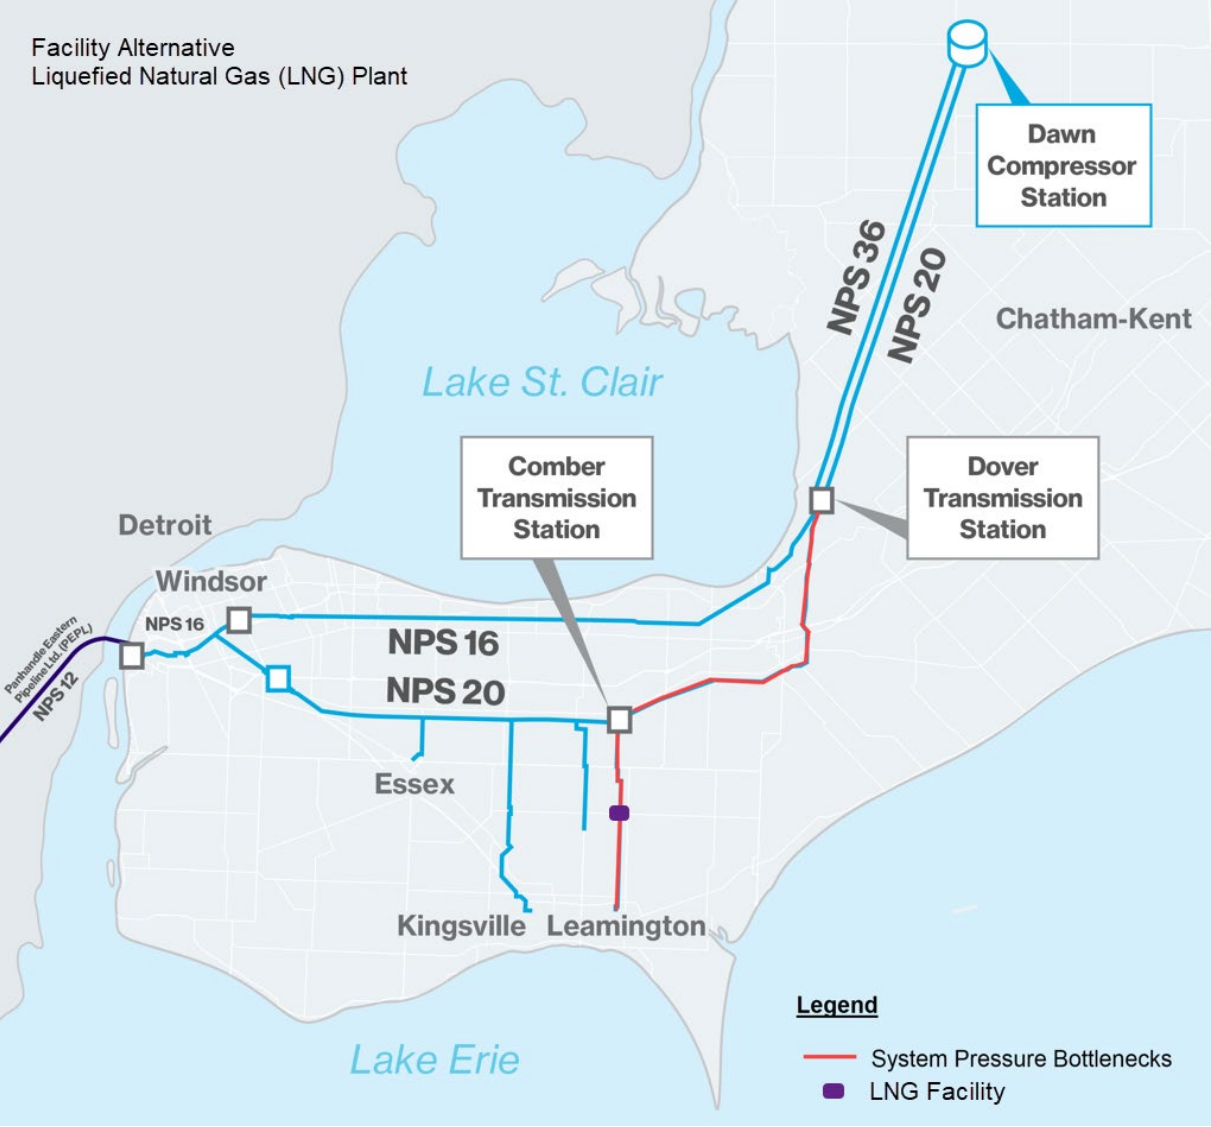 Facility Alternative
Liquefied Natural Gas (LNG) Plant
Dawn
Compressor
Station
NPS 36
NPS 20
Chatham-Kent
Lake St. Clair
Comber
Transmission
Station
Dover
Transmission
Station
Detroit
Windsor
NPS 16
Panhandle Eastern
Pipeline Ltd. (PEPL)
NPS 12
NPS 16
NPS 20
Essex
Kingsville
Leamington
Lake Erie
Legend
System Pressure Bottlenecks
LNG Facility